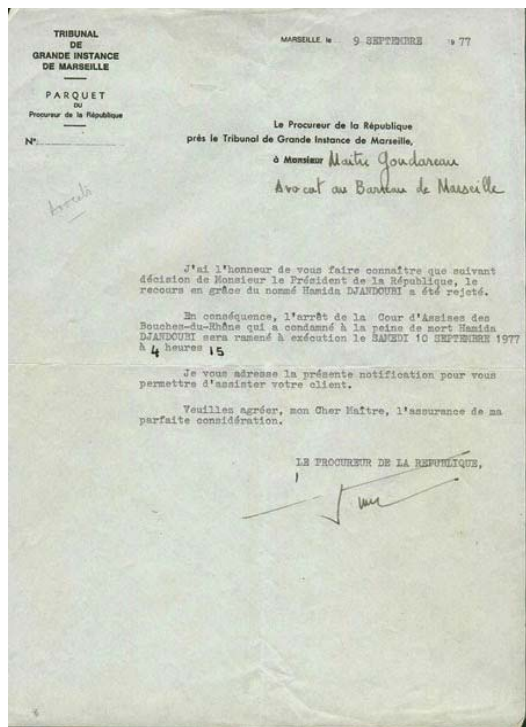 TRIBUNAL
DE
GRANDE INSTANCE
DE MARSEILLE
PARQUET
DU
Procureur de la République
N°
MARSEILLE, le 9 SEPTEMBRE 1977
Le Procureur de la République
près le Tribunal de Grande Instance de Marseille,
à Monsieur Maître Goudareau
Avocat au Barreau de Marseille
Avocats
J'ai l'honneur de vous faire connaître que suivant
décision de Monsieur le Président de la République, le
recours en grâce du nommé Hamida DJANDOUBI a été rejeté.
En conséquence, l'arrêt de la Cour d'Assises des
Bouches-du-Rhône qui a condamné à la peine de mort Hamida
DJANDOUBI sera ramené à exécution le SAMEDI 10 SEPTEMBRE 1977
à 4 heures 15
Je vous adresse la présente notification pour vous
permettre d'assister votre client.
Veuillez agréer, mon Cher Maître, l'assurance de ma
parfaite considération.
LE PROCUREUR DE LA REPUBLIQUE,